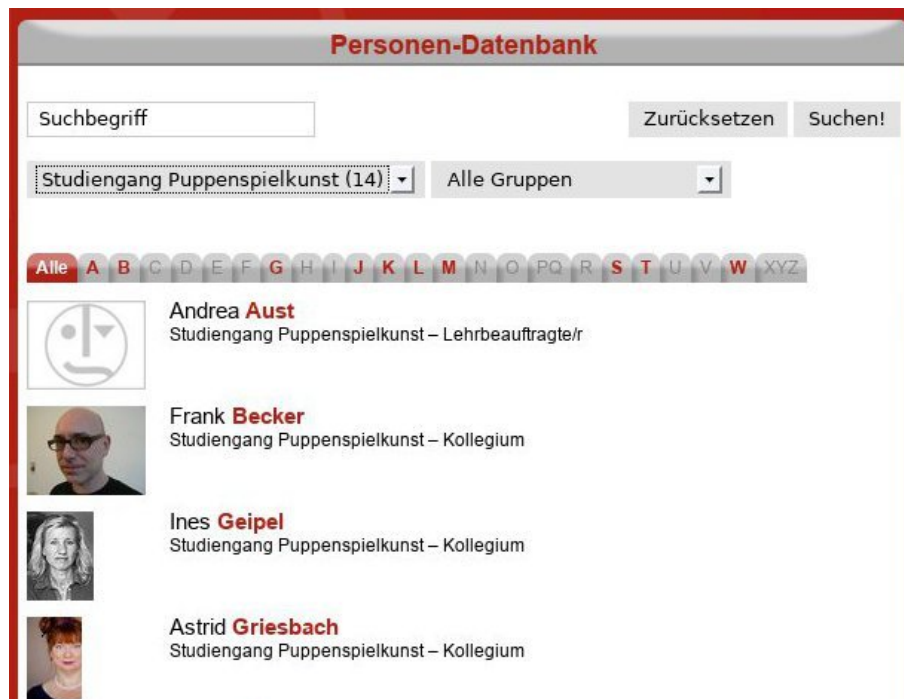 Personen-Datenbank
Suchbegriff Zurücksetzen Suchen!
Studiengang Puppenspielkunst (14) Alle Gruppen
Alle A B C D E F G H I J K L M N O PQ R S T U V W XYZ
Andrea Aust
Studiengang Puppenspielkunst – Lehrbeauftragte/r
Frank Becker
Studiengang Puppenspielkunst – Kollegium
Ines Geipel
Studiengang Puppenspielkunst – Kollegium
Astrid Griesbach
Studiengang Puppenspielkunst – Kollegium